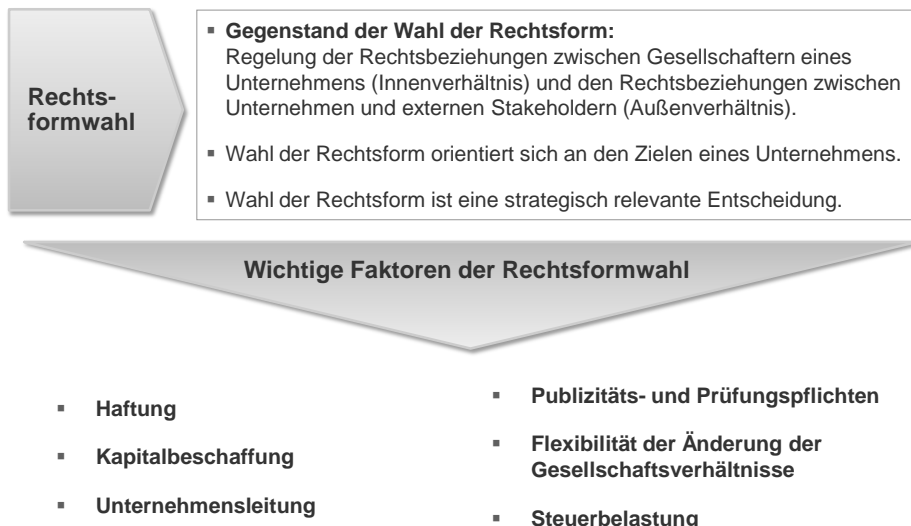 Rechts-
formwahl
▪ Gegenstand der Wahl der Rechtsform:
Regelung der Rechtsbeziehungen zwischen Gesellschaftern eines
Unternehmens (Innenverhältnis) und den Rechtsbeziehungen zwischen
Unternehmen und externen Stakeholdern (Außenverhältnis).
▪ Wahl der Rechtsform orientiert sich an den Zielen eines Unternehmens.
▪ Wahl der Rechtsform ist eine strategisch relevante Entscheidung.
Wichtige Faktoren der Rechtsformwahl
▪ Haftung
▪ Kapitalbeschaffung
▪ Unternehmensleitung
▪ Publizitäts- und Prüfungspflichten
▪ Flexibilität der Änderung der
Gesellschaftsverhältnisse
▪ Steuerbelastung